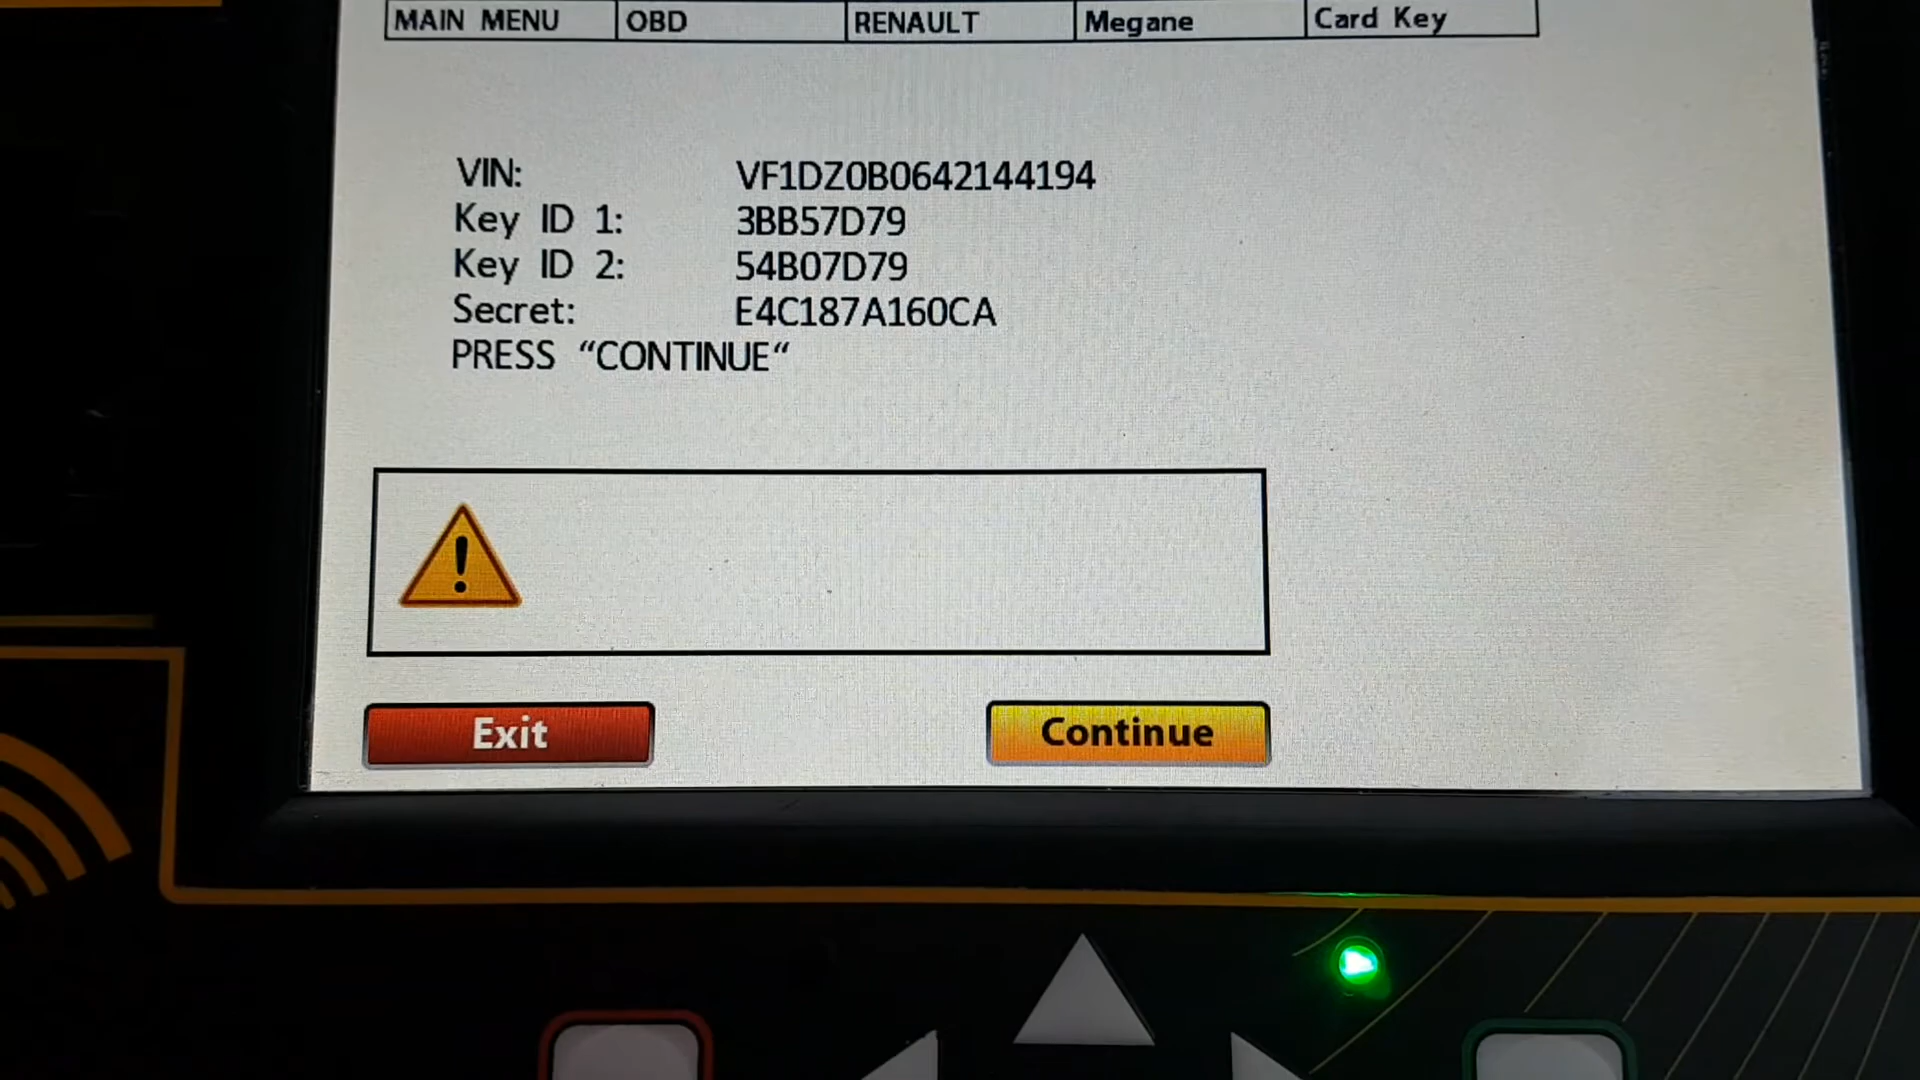 MAIN MENU OBD RENAULT Megane Card Key
VIN: VF1DZ0B0642144194
Key ID 1: 3BB57D79
Key ID 2: 54B07D79
Secret: E4C187A160CA
PRESS “CONTINUE“
Exit Continue